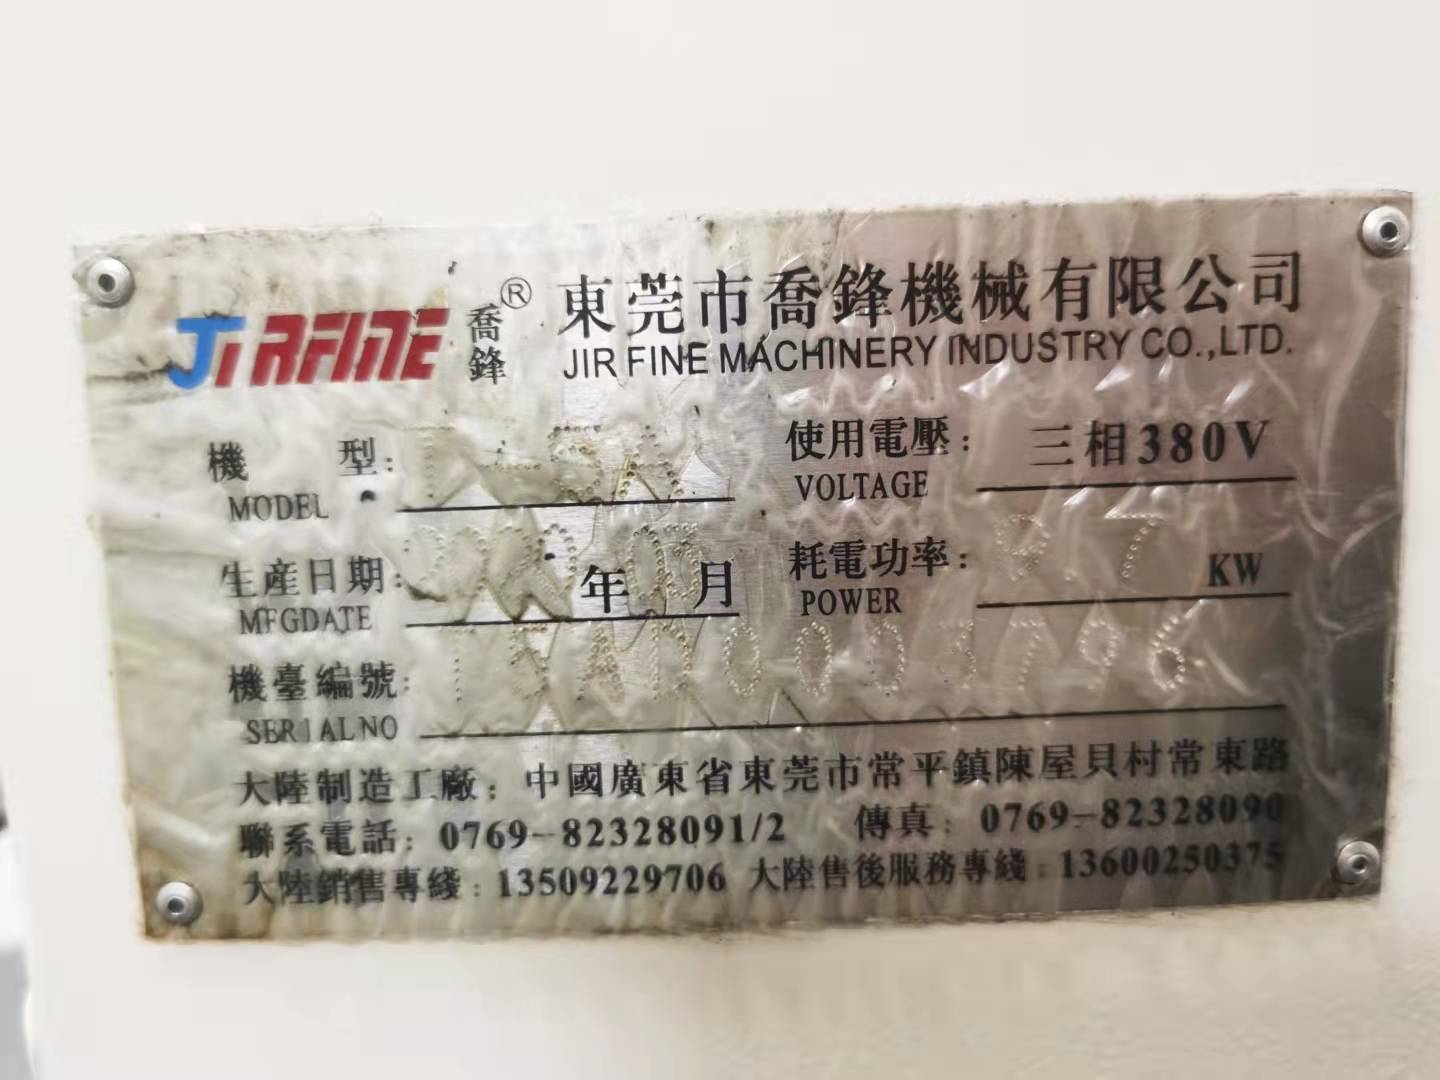 JIRFINE 喬鋒 ® 東莞市喬鋒機械有限公司
JIR FINE MACHINERY INDUSTRY CO.,LTD.
機型: 使用電壓: 三相380V
MODEL VOLTAGE
生産日期: 年 月 耗電功率: KW
MFGDATE POWER
機臺編號:
SERIALNO
大陸制造工廠: 中國廣東省東莞市常平鎮陳屋貝村常東路
聯系電話: 0769-82328091/2 傳真: 0769-82328090
大陸銷售專綫: 13509229706 大陸售後服務專綫: 13600250375